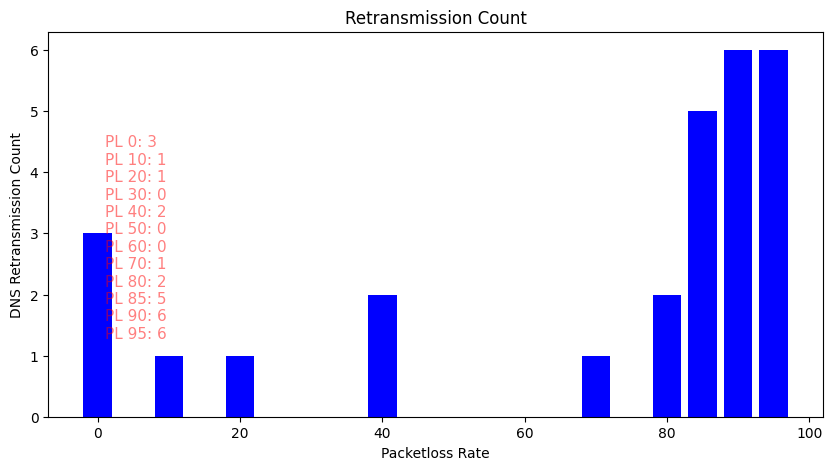 Retransmission Count
6
5
4
3
2
1
0
DNS Retransmission Count
PL 0: 3
PL 10: 1
PL 20: 1
PL 30: 0
PL 40: 2
PL 50: 0
PL 60: 0
PL 70: 1
PL 80: 2
PL 85: 5
PL 90: 6
PL 95: 6
0 20 40 60 80 100
Packetloss Rate